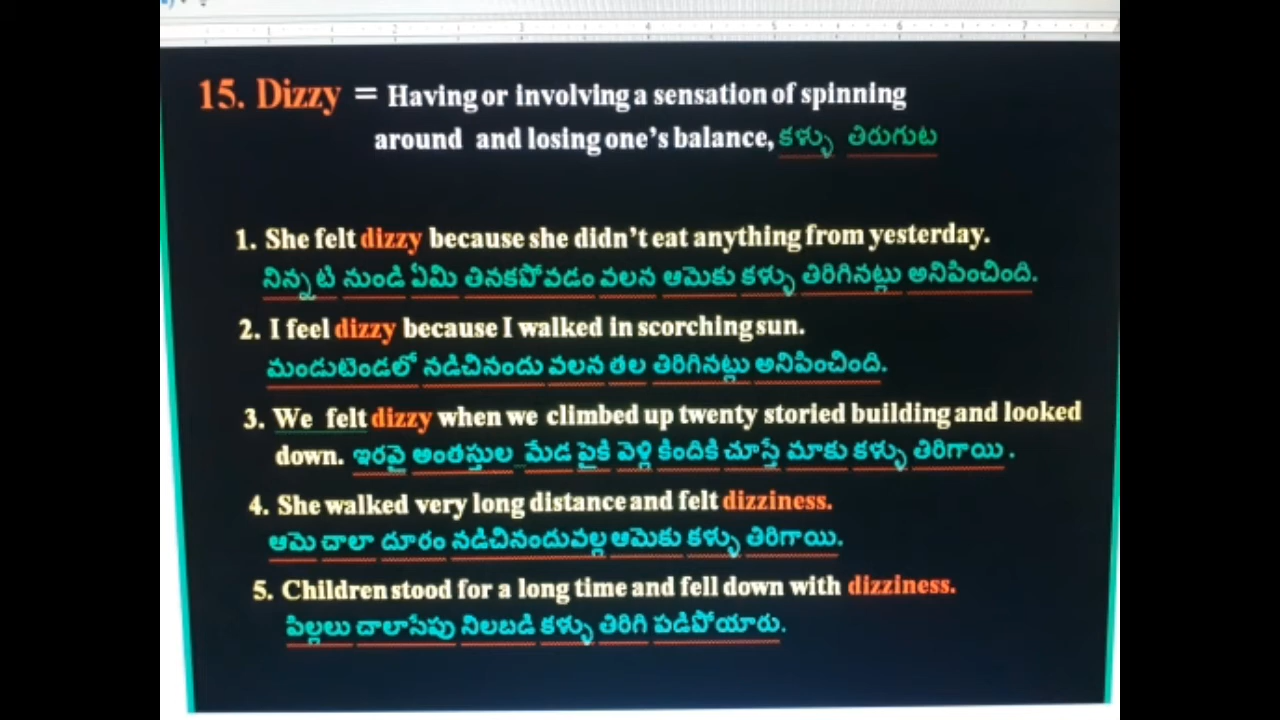 15. Dizzy = Having or involving a sensation of spinning
around and losing one's balance, కళ్ళు తిరుగుట
1. She felt dizzy because she didn't eat anything from yesterday.
నిన్నటి నుండి ఏమి తినకపోవడం వలన ఆమెకు కళ్ళు తిరిగినట్లు అనిపించింది.
2. I feel dizzy because I walked in scorching sun.
మండుటెండలో నడిచినందు వలన తల తిరిగినట్లు అనిపించింది.
3. We felt dizzy when we climbed up twenty storied building and looked
down. ఇరవై అంతస్తుల మేడ పైకి వెళ్లి కిందికి చూస్తే మాకు కళ్ళు తిరిగాయి.
4. She walked very long distance and felt dizziness.
ఆమె చాలా దూరం నడిచినందువల్ల ఆమెకు కళ్ళు తిరిగాయి.
5. Children stood for a long time and fell down with dizziness.
పిల్లలు చాలాసేపు నిలబడి కళ్ళు తిరిగి పడిపోయారు.